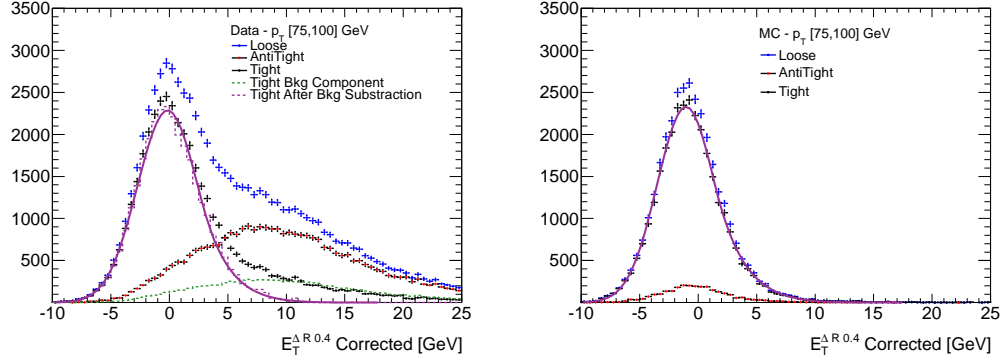 3500
3000
2500
2000
1500
1000
500
-10 -5 0 5 10 15 20 25
Data - p_T [75,100] GeV
Loose
AntiTight
Tight
Tight Bkg Component
Tight After Bkg Substraction
E_T^{Δ R 0.4} Corrected [GeV]
3500
3000
2500
2000
1500
1000
500
-10 -5 0 5 10 15 20 25
MC - p_T [75,100] GeV
Loose
AntiTight
Tight
E_T^{Δ R 0.4} Corrected [GeV]